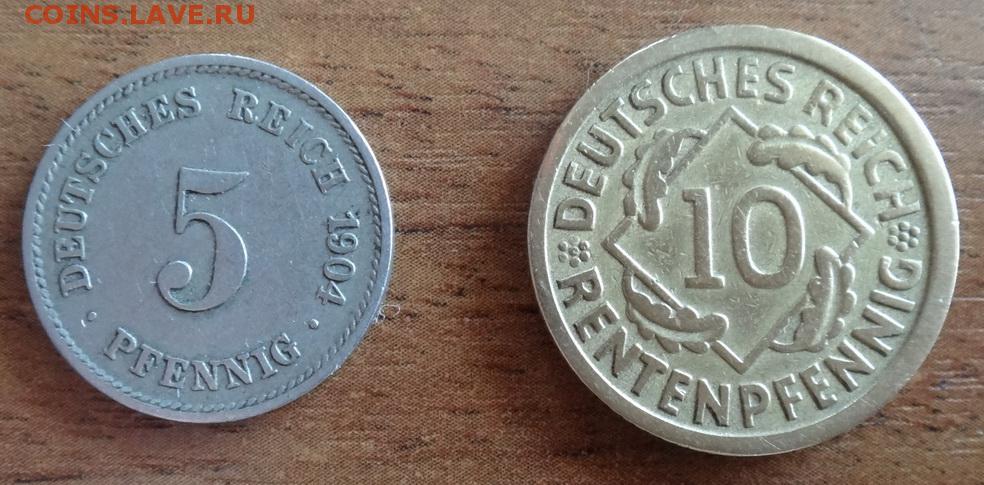 COINS.LAVE.RU
DEUTSCHES REICH 1904
5
· PFENNIG ·
DEUTSCHES REICH
10
RENTENPFENNIG